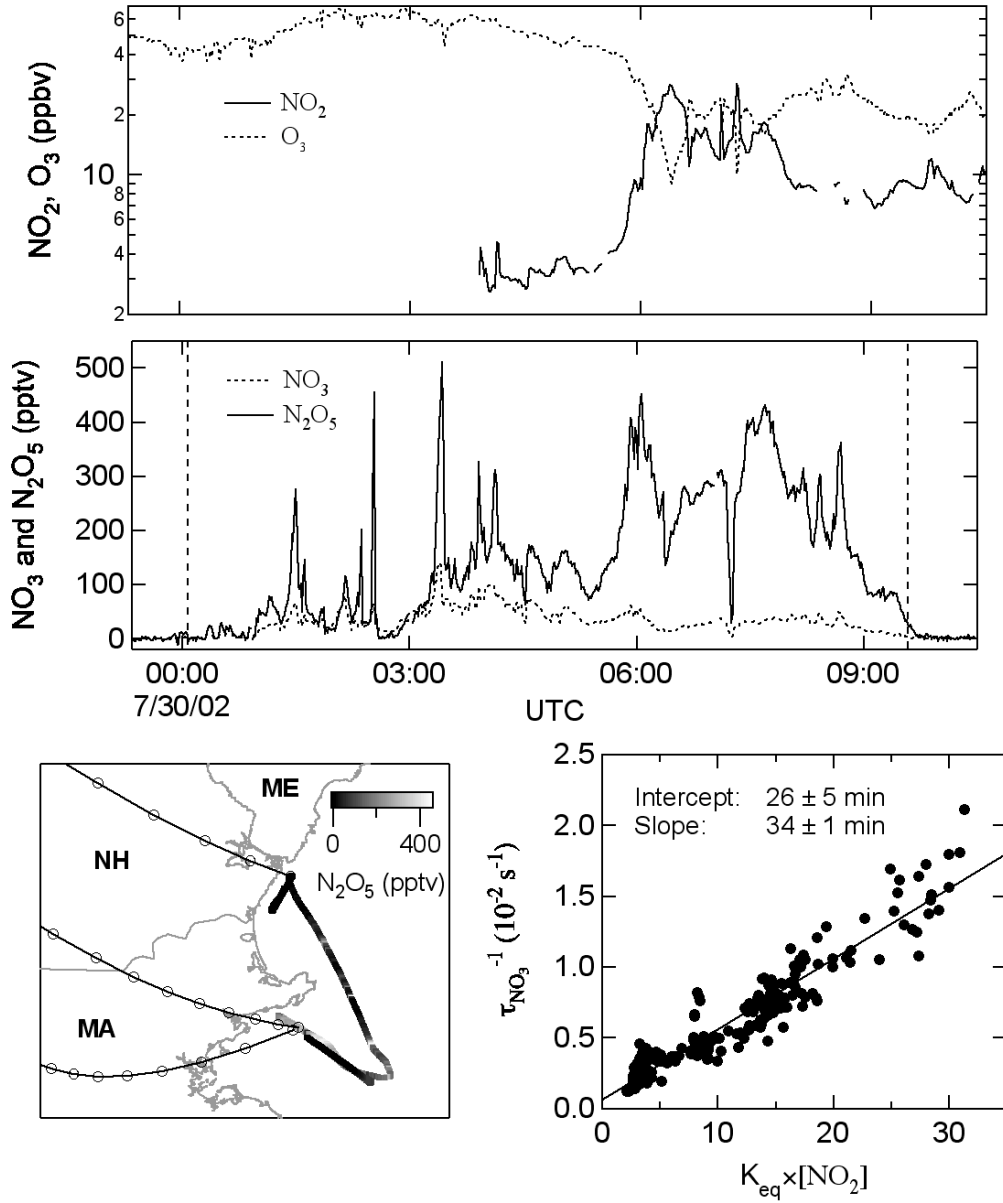 NO₂, O₃ (ppbv)
6
4
2
10
8
6
4
2
NO₂
O₃
NO₃ and N₂O₅ (pptv)
500
400
300
200
100
0
NO₃
N₂O₅
00:00
03:00
06:00
09:00
7/30/02
UTC
ME
NH
MA
0
400
N₂O₅ (pptv)
τ_NO₃⁻¹ (10⁻² s⁻¹)
2.5
2.0
1.5
1.0
0.5
0.0
Intercept: 26 ± 5 min
Slope: 34 ± 1 min
0
10
20
30
K_eq×[NO₂]